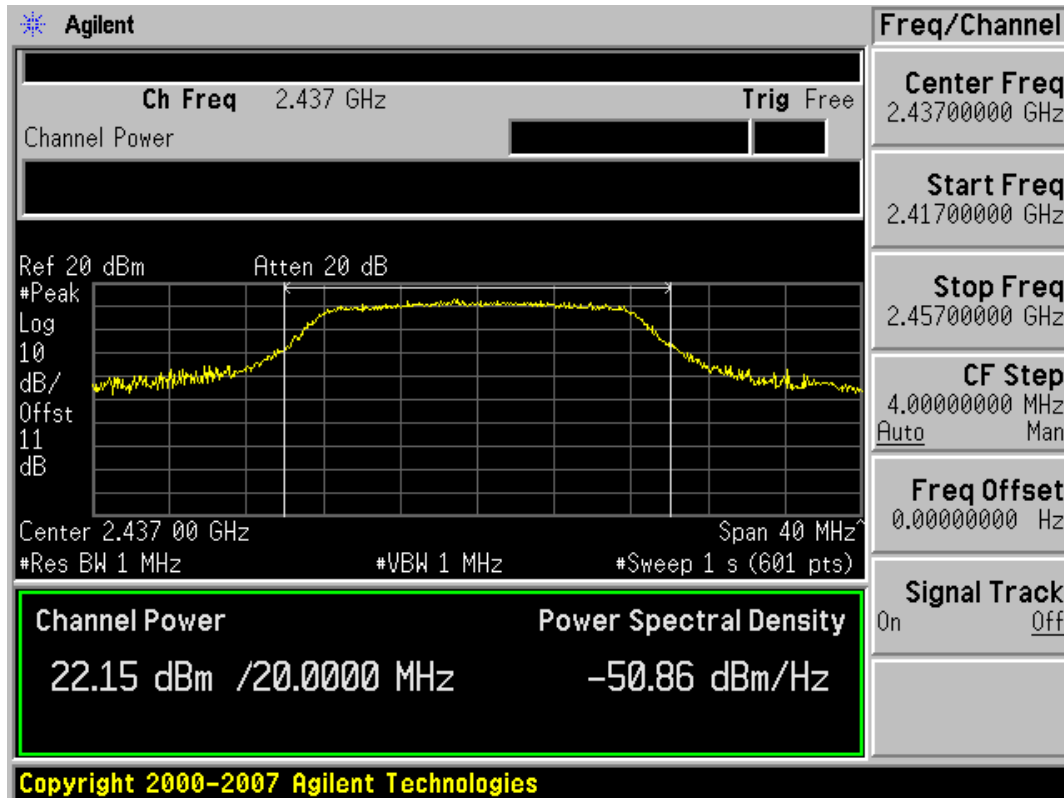 Agilent
Freq/Channel
Ch Freq 2.437 GHz Trig Free
Channel Power
Ref 20 dBm Atten 20 dB
#Peak
Log
10
dB/
Offst
11
dB
Center 2.437 00 GHz Span 40 MHz^
#Res BW 1 MHz #VBW 1 MHz #Sweep 1 s (601 pts)
Channel Power Power Spectral Density
22.15 dBm /20.0000 MHz -50.86 dBm/Hz
Copyright 2000-2007 Agilent Technologies
Center Freq
2.43700000 GHz
Start Freq
2.41700000 GHz
Stop Freq
2.45700000 GHz
CF Step
4.00000000 MHz
Auto Man
Freq Offset
0.00000000 Hz
Signal Track
On Off